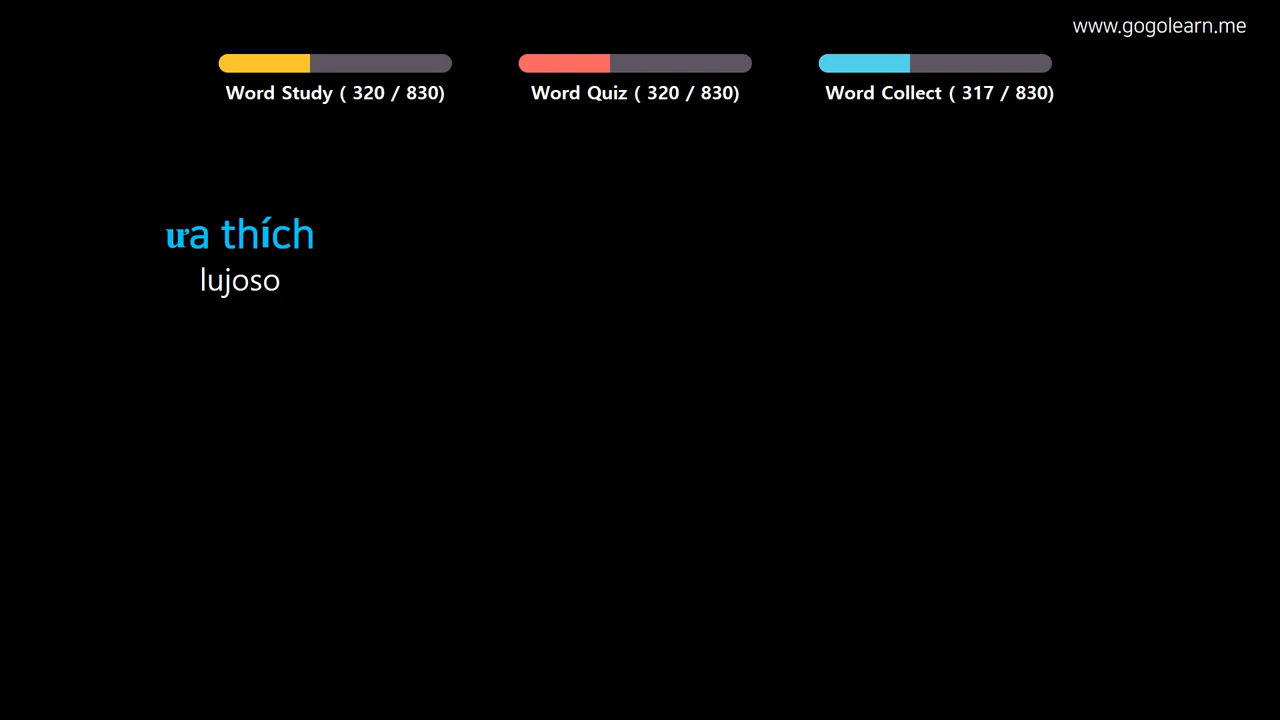 www.gogolearn.me
Word Study ( 320 / 830)
Word Quiz ( 320 / 830)
Word Collect ( 317 / 830)
ưa thích
lujoso